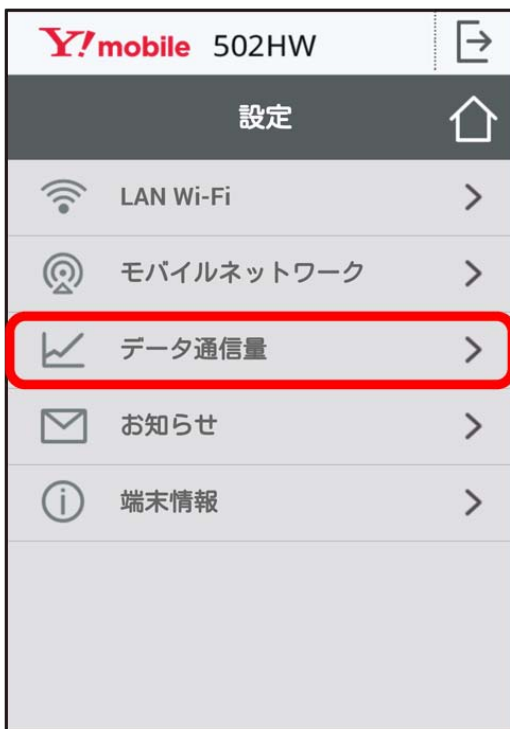 Y!mobile 502HW
設定
LAN Wi-Fi
モバイルネットワーク
データ通信量
お知らせ
端末情報